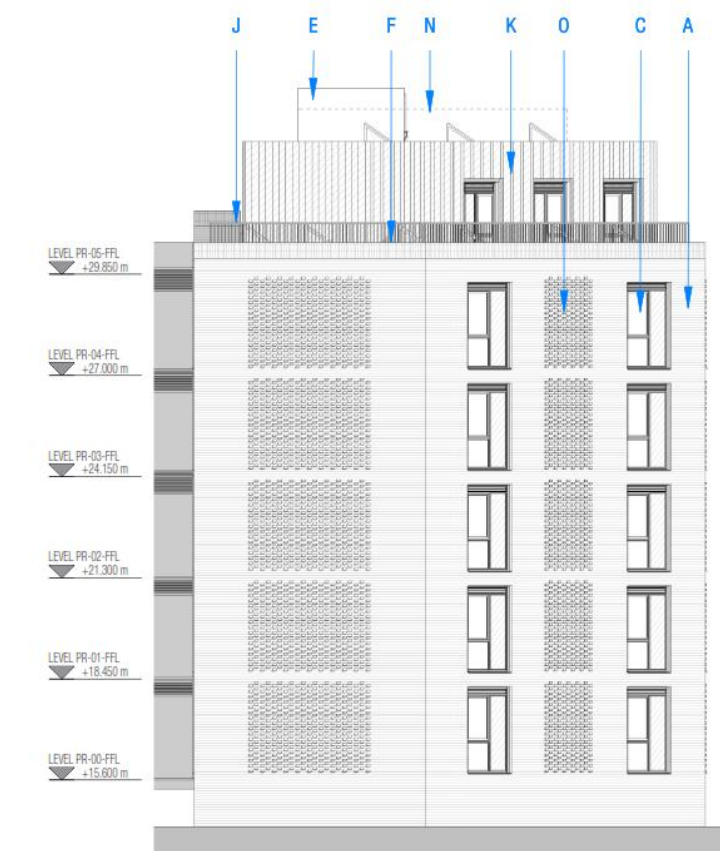 J E F N K O C A
LEVEL PR-05-FFL
+29.850 m
LEVEL PR-04-FFL
+27.000 m
LEVEL PR-03-FFL
+24.150 m
LEVEL PR-02-FFL
+21.300 m
LEVEL PR-01-FFL
+18.450 m
LEVEL PR-00-FFL
+15.600 m